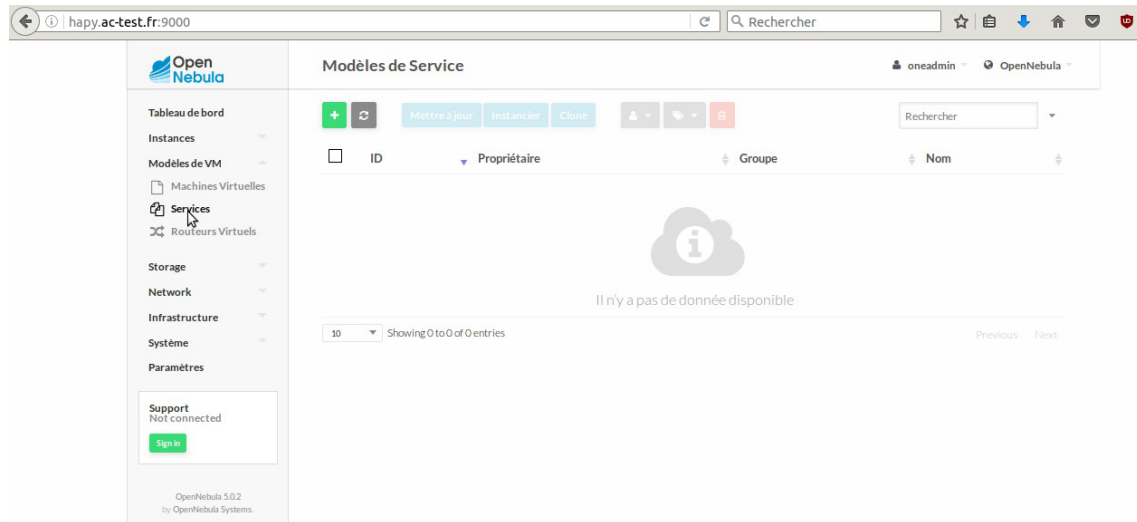 hapy.ac-test.fr:9000
Rechercher
Open
Nebula
Modèles de Service
oneadmin
OpenNebula
Tableau de bord
Instances
Modèles de VM
Machines Virtuelles
Services
Routeurs Virtuels
Storage
Network
Infrastructure
Système
Paramètres
Support
Not connected
Sign in
OpenNebula 5.0.2
by OpenNebula Systems.
+ Mettre à jour Instancier Clone
Rechercher
ID Propriétaire Groupe Nom
Il n'y a pas de donnée disponible
10 Showing 0 to 0 of 0 entries
Previous Next